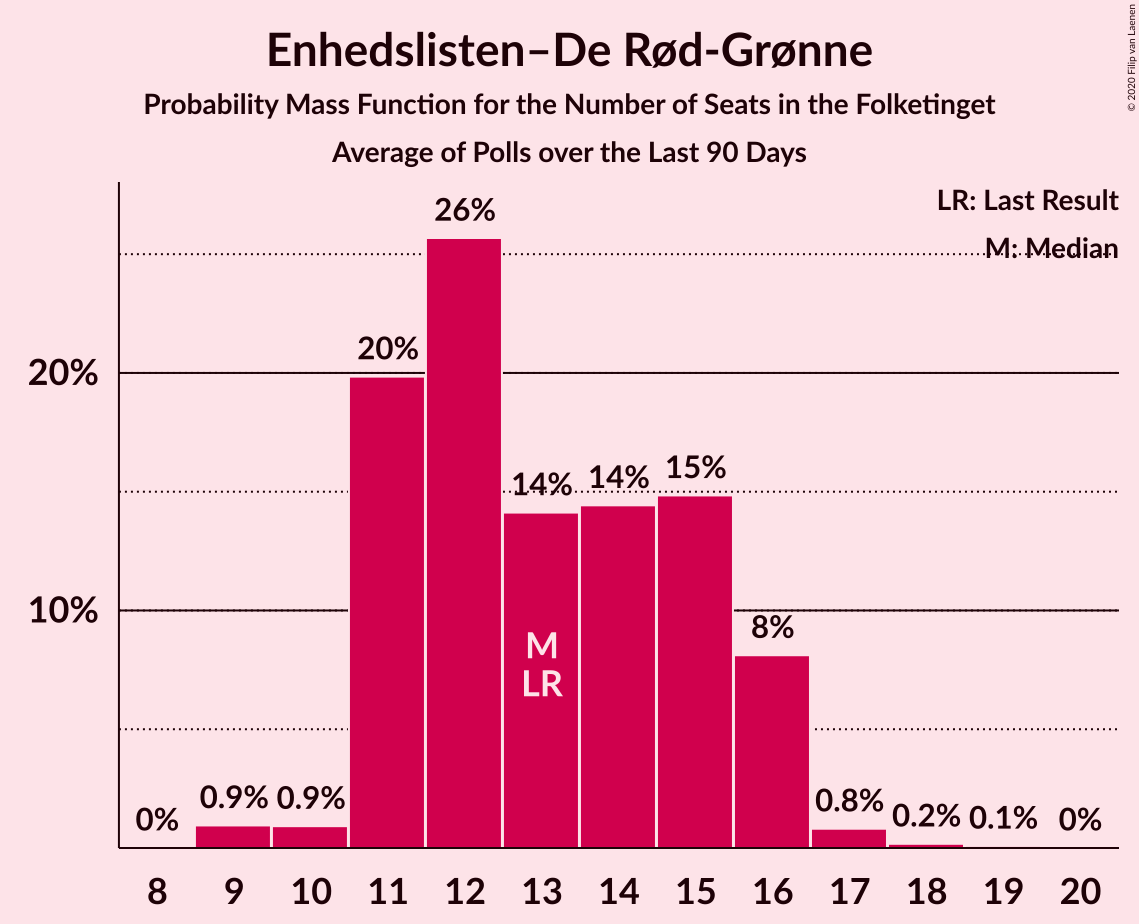 Enhedslisten–De Rød-Grønne
Probability Mass Function for the Number of Seats in the Folketinget
Average of Polls over the Last 90 Days
© 2020 Filip van Laenen
LR: Last Result
M: Median
26%
20%
20%
15%
14%
14%
10%
8%
M
LR
0%
0.9%
0.9%
0.8%
0.2%
0.1%
0%
8 9 10 11 12 13 14 15 16 17 18 19 20